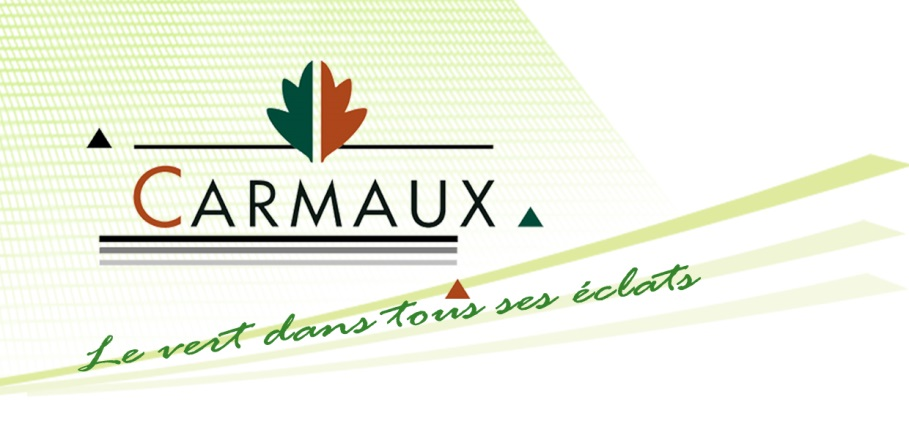 CARMAUX
Le vert dans tous ses éclats